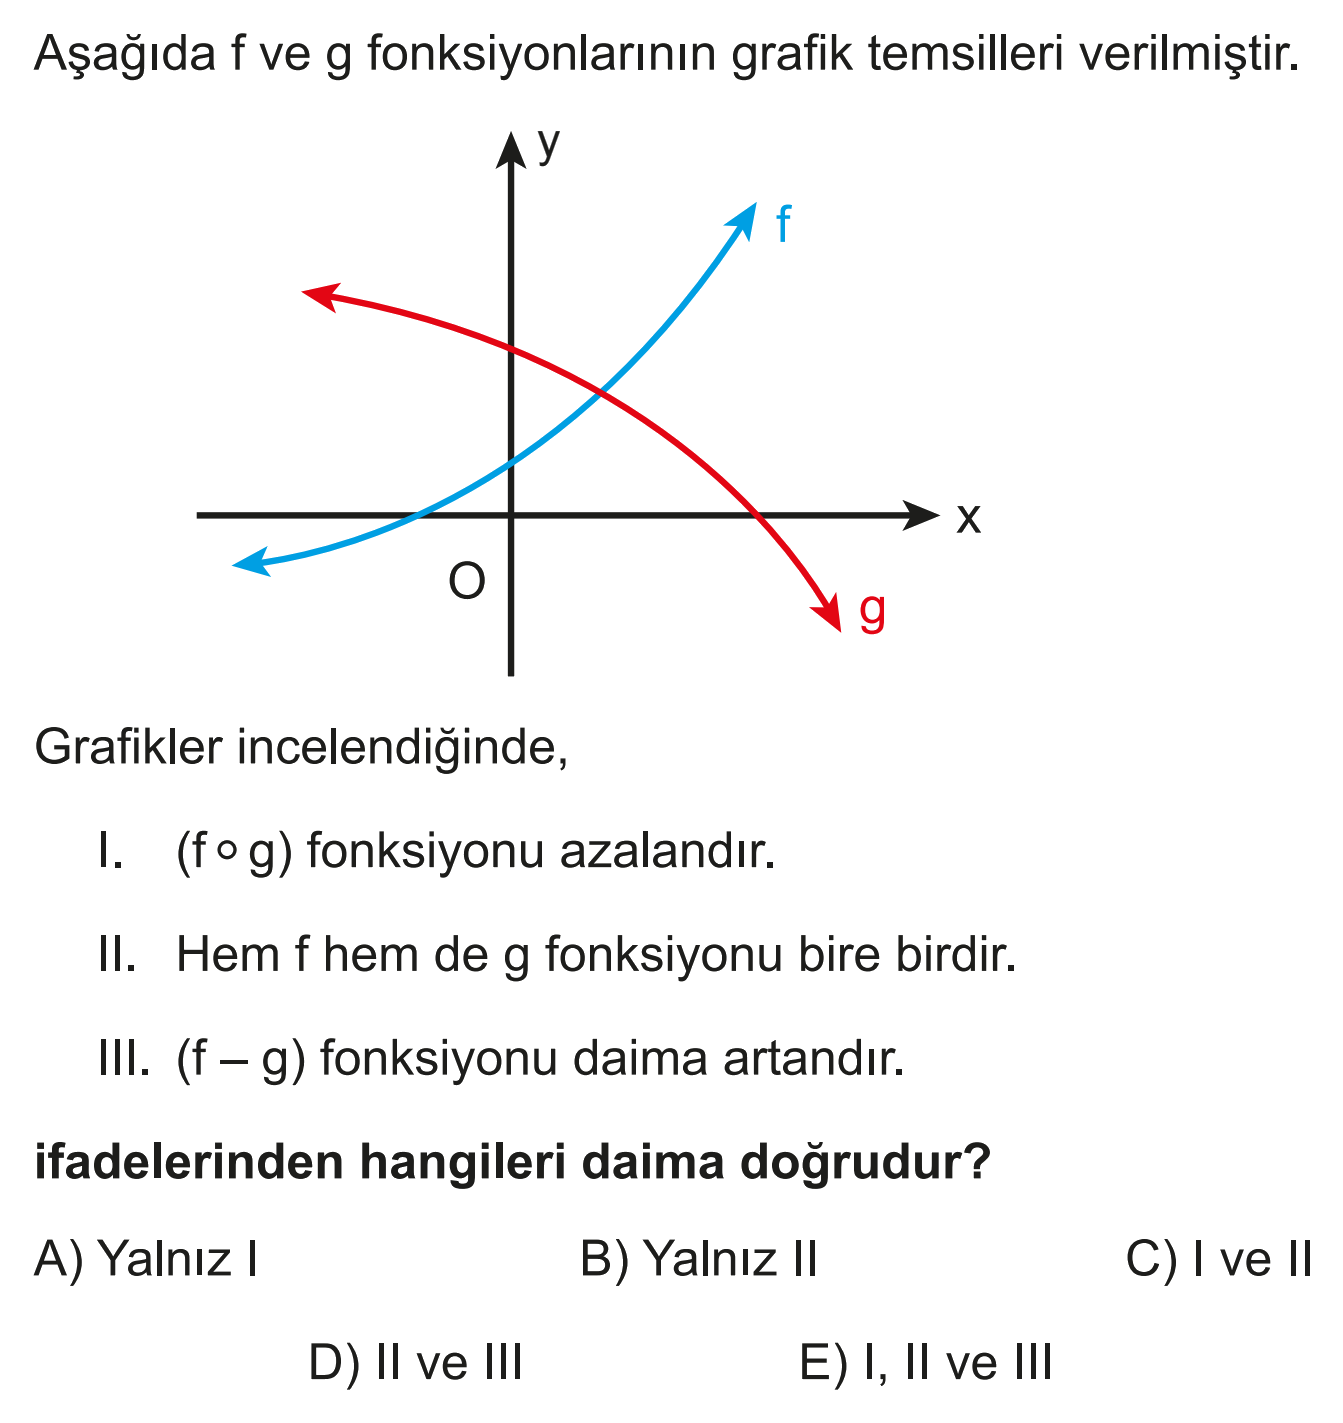 Aşağıda f ve g fonksiyonlarının grafik temsilleri verilmiştir.
y
f
x
O
g
Grafikler incelendiğinde,
I. (f∘g) fonksiyonu azalandır.
II. Hem f hem de g fonksiyonu bire birdir.
III. (f – g) fonksiyonu daima artandır.
ifadelerinden hangileri daima doğrudur?
A) Yalnız I B) Yalnız II C) I ve II
D) II ve III E) I, II ve III